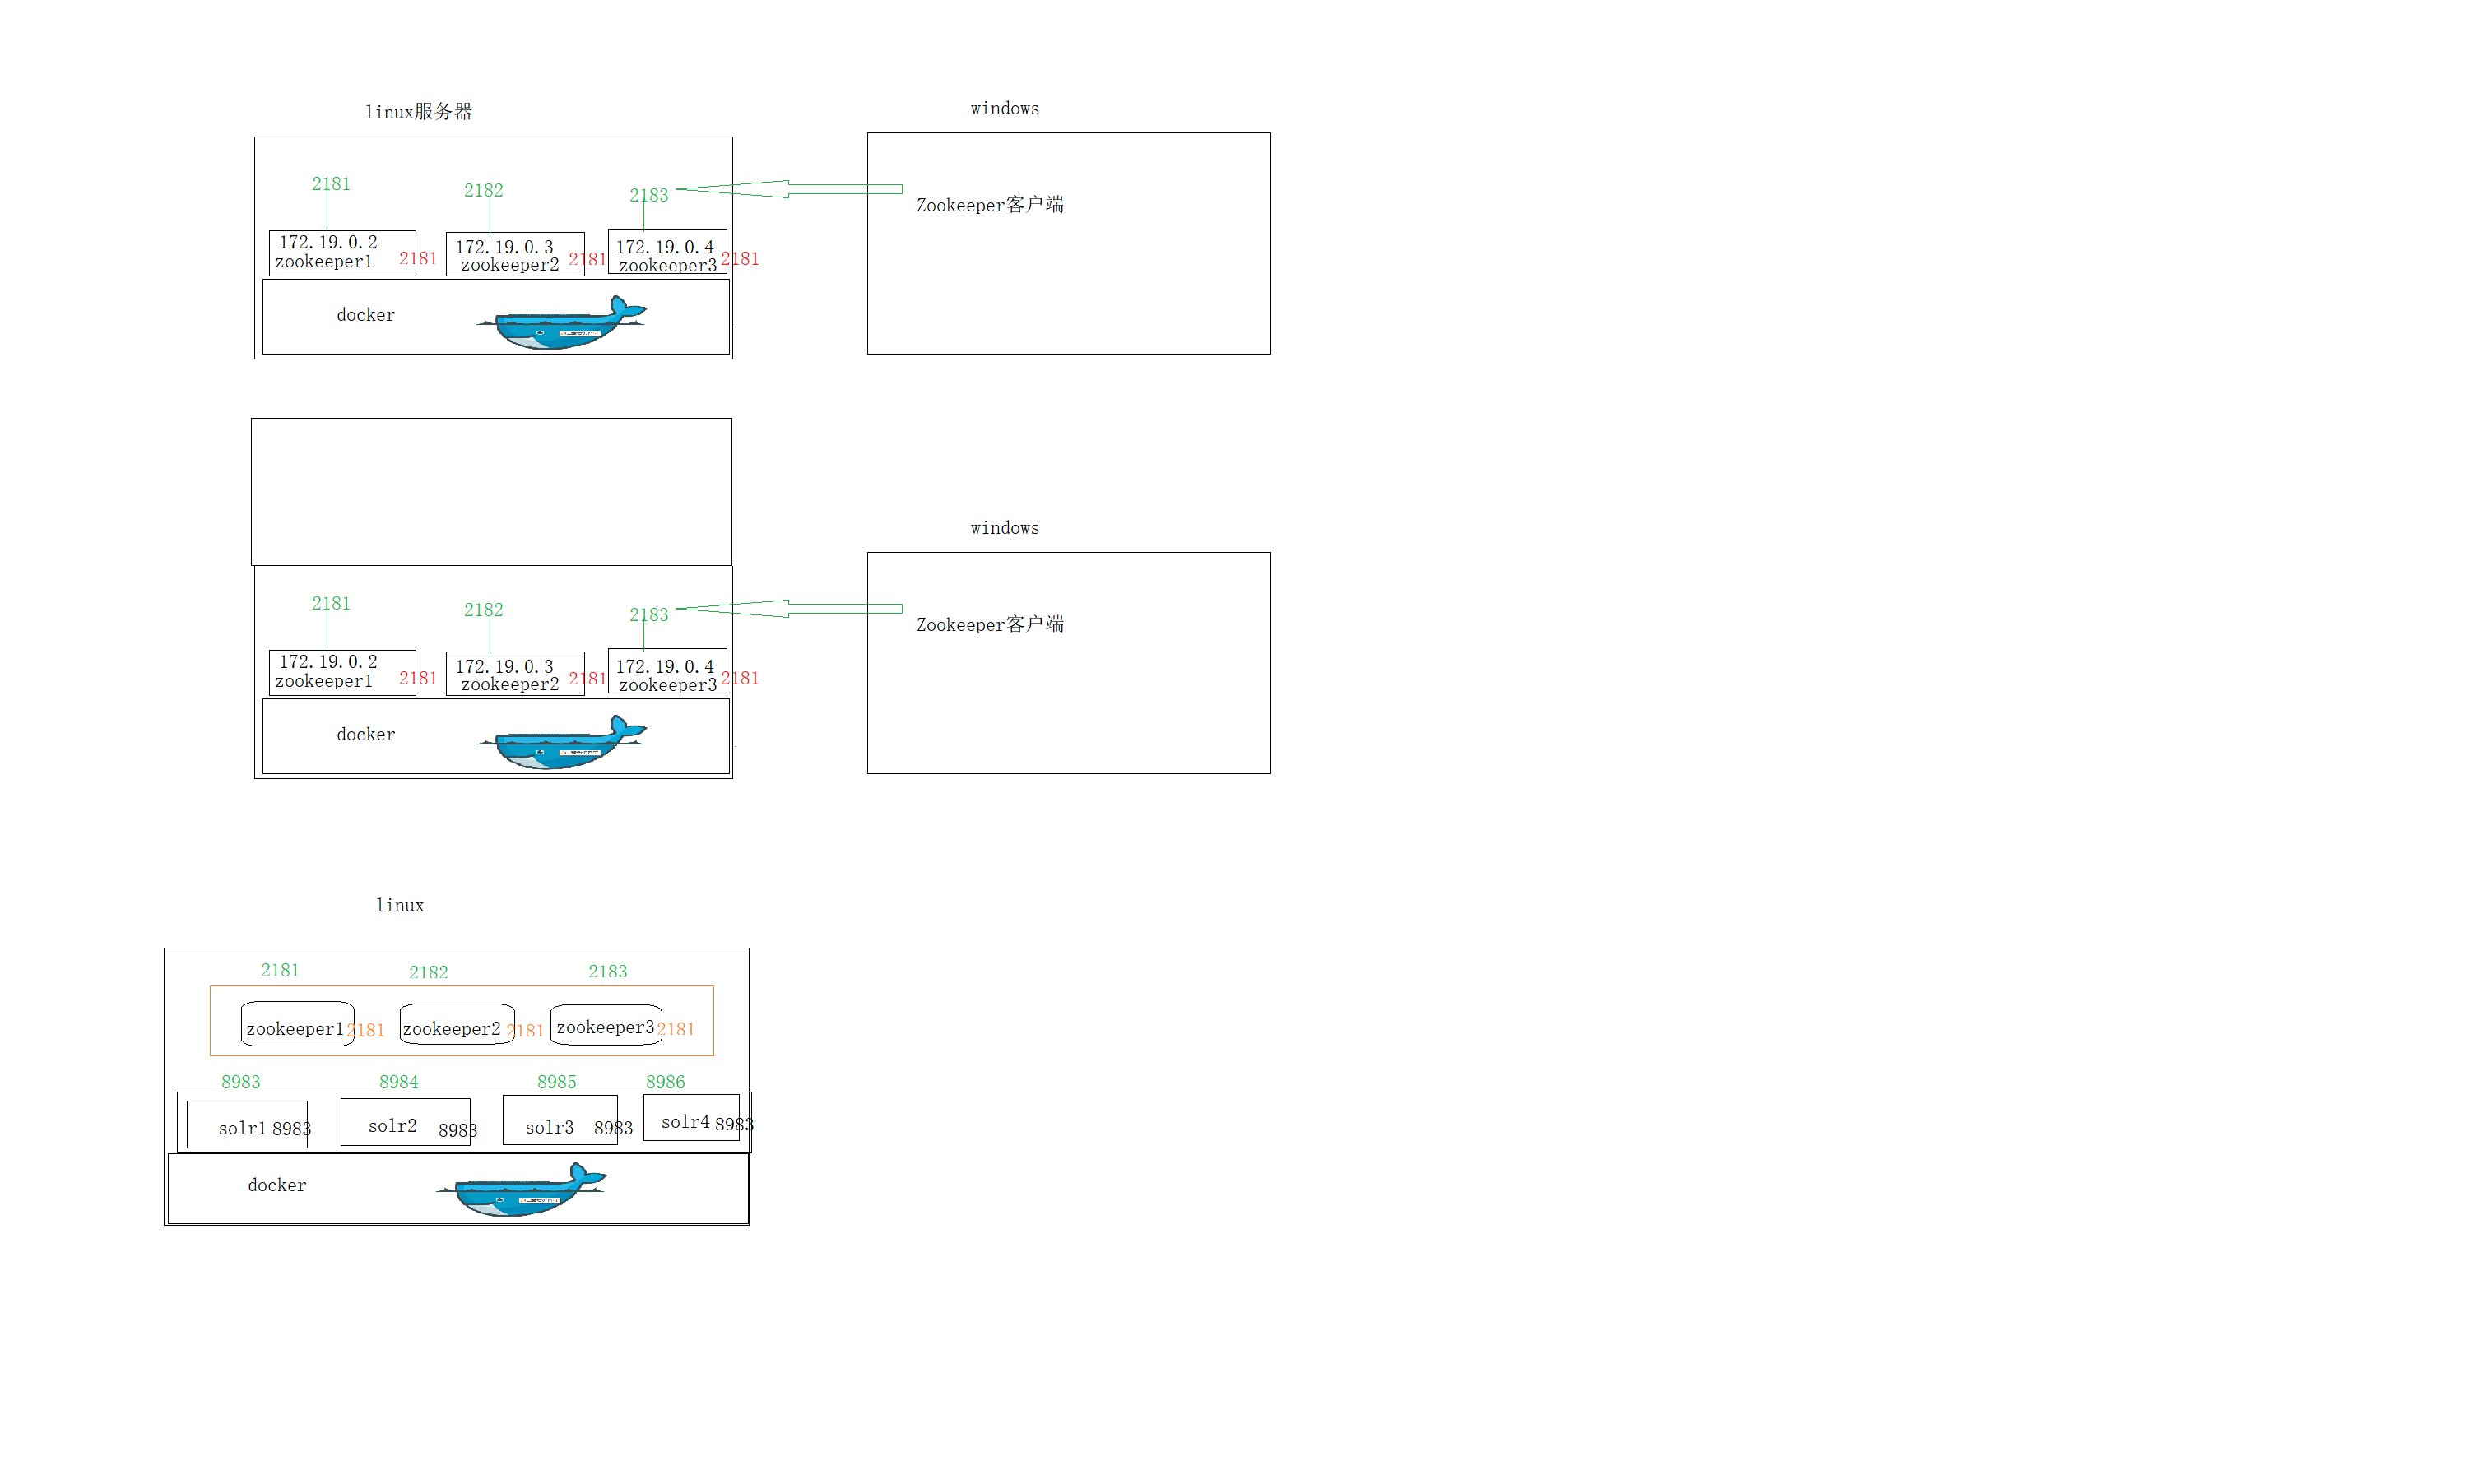 linux服务器
windows
2181
2182
2183
Zookeeper客户端
172.19.0.2
zookeeper1
2181
172.19.0.3
zookeeper2
2181
172.19.0.4
zookeeper3
2181
docker
windows
2181
2182
2183
Zookeeper客户端
172.19.0.2
zookeeper1
2181
172.19.0.3
zookeeper2
2181
172.19.0.4
zookeeper3
2181
docker
linux
2181
2182
2183
zookeeper1
2181
zookeeper2
2181
zookeeper3
2181
8983
8984
8985
8986
solr1
8983
solr2
8983
solr3
8983
solr4
8983
docker